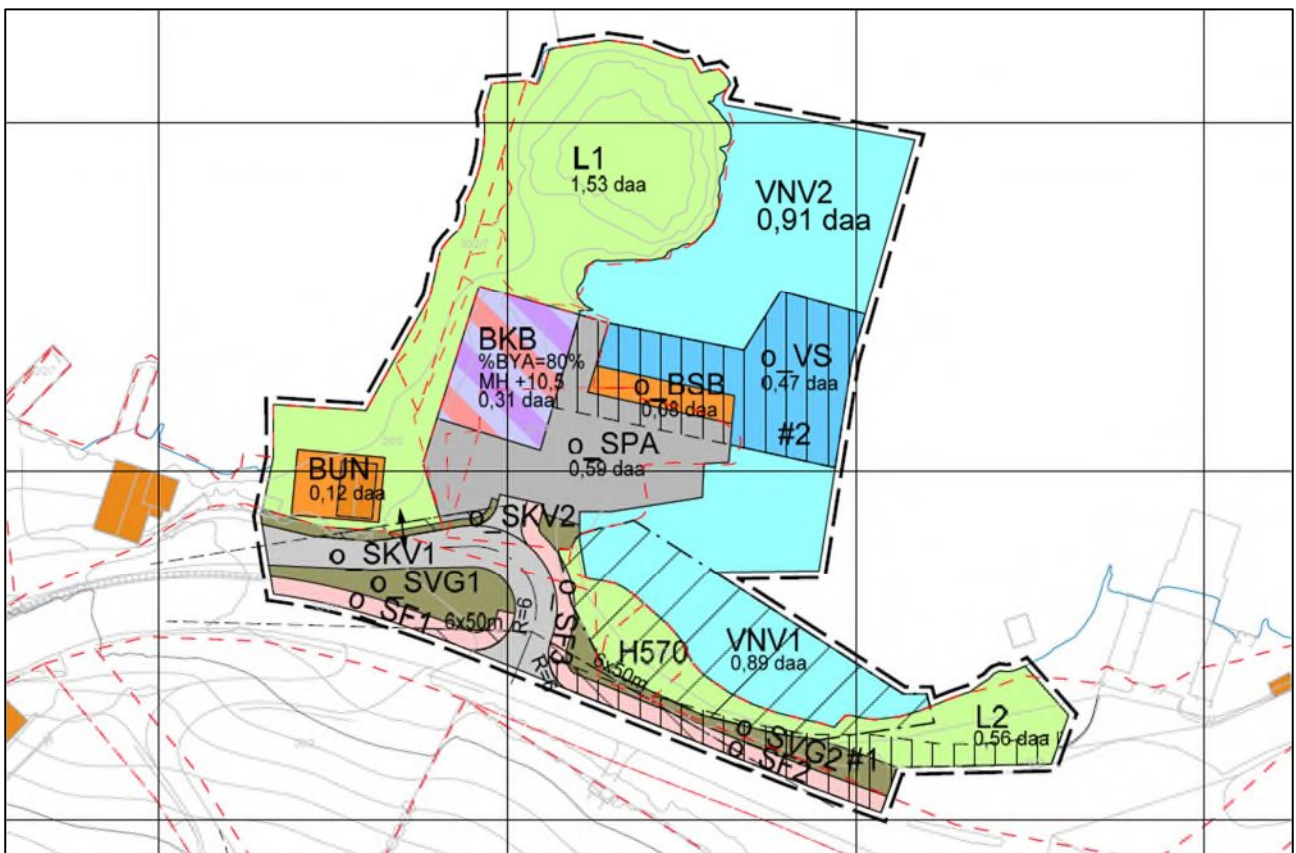 L1
1,53 daa
VNV2
0,91 daa
BKB
%BYA=80%
MH +10,5
0,31 daa
o_VS
0,47 daa
o_BSB
0,08 daa
#2
o_SPA
0,59 daa
BUN
0,12 daa
o_SKV2
o_SKV1
o_SVG1
o_SF1
6x50m
R=9
o_SF3
6x50m
H570
VNV1
0,89 daa
L2
0,56 daa
o_SVG2
#1
o_SF2